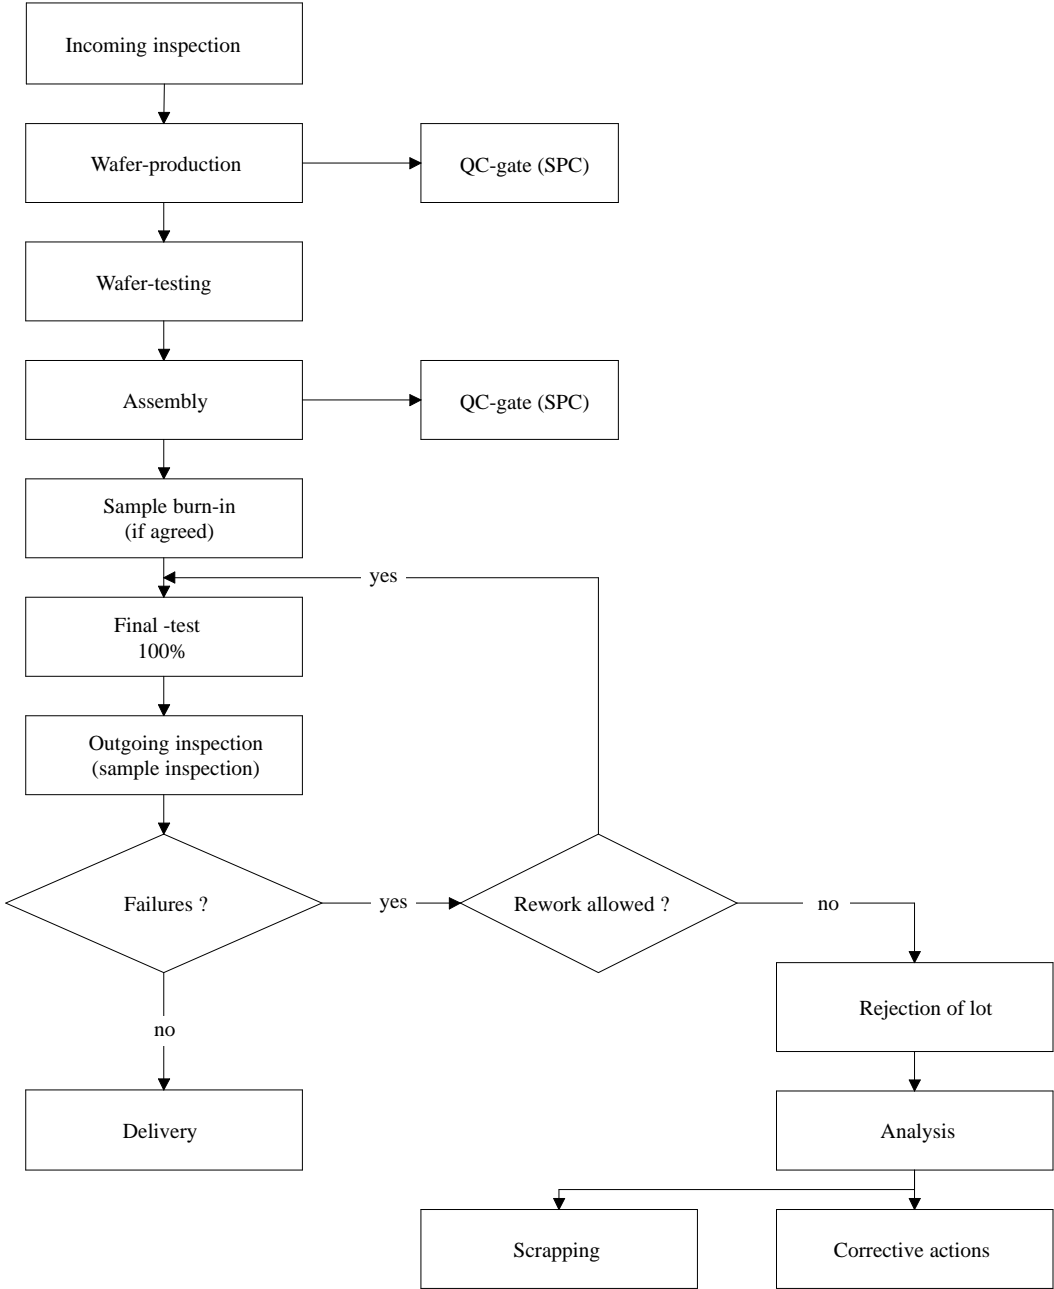 Incoming inspection
Wafer-production
QC-gate (SPC)
Wafer-testing
Assembly
QC-gate (SPC)
Sample burn-in
(if agreed)
yes
Final -test
100%
Outgoing inspection
(sample inspection)
Failures ?
yes
Rework allowed ?
no
Rejection of lot
no
Delivery
Analysis
Scrapping
Corrective actions